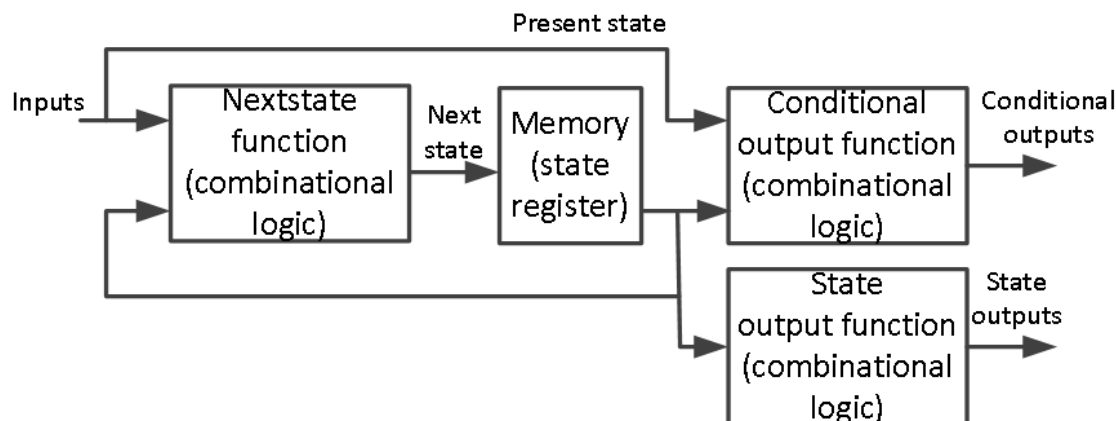 Present state
Inputs
Nextstate
function
(combinational
logic)
Next
state
Memory
(state
register)
Conditional
output function
(combinational
logic)
Conditional
outputs
State
output function
(combinational
logic)
State
outputs